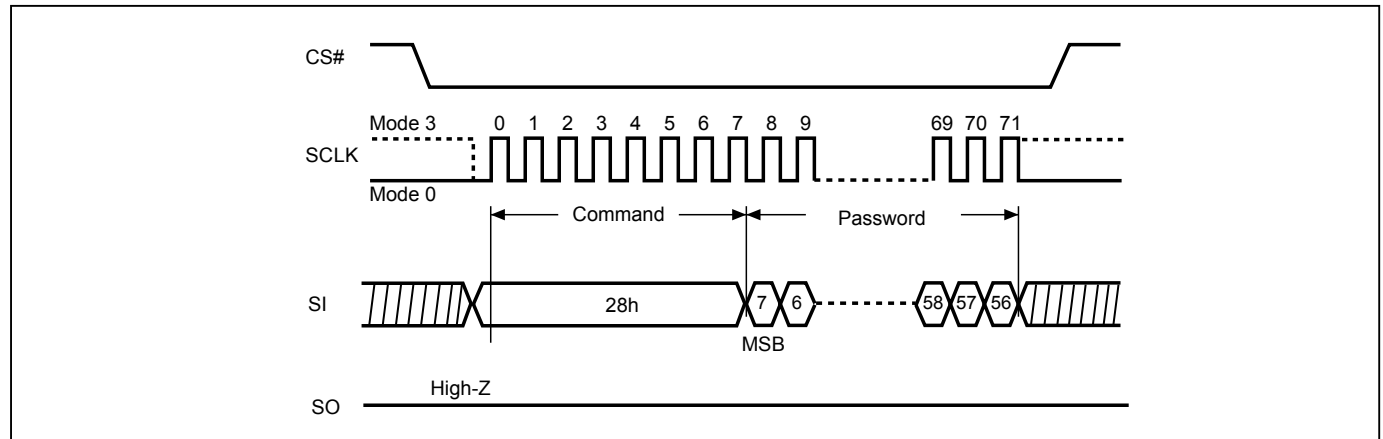 CS#
Mode 3
0 1 2 3 4 5 6 7 8 9 69 70 71
SCLK
Mode 0
Command Password
SI 28h 7 6 58 57 56
MSB
High-Z
SO